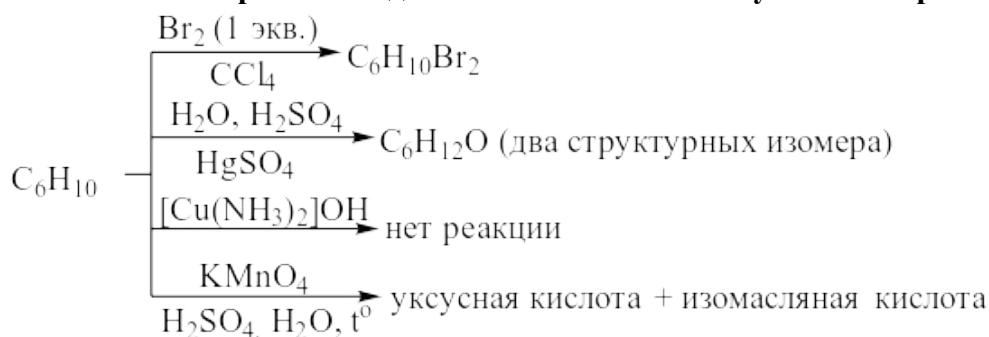 Br₂ (1 экв.)
CCl₄
C₆H₁₀Br₂
H₂O, H₂SO₄
HgSO₄
C₆H₁₂O (два структурных изомера)
C₆H₁₀
[Cu(NH₃)₂]OH
нет реакции
KMnO₄
H₂SO₄, H₂O, tº
уксусная кислота + изомасляная кислота